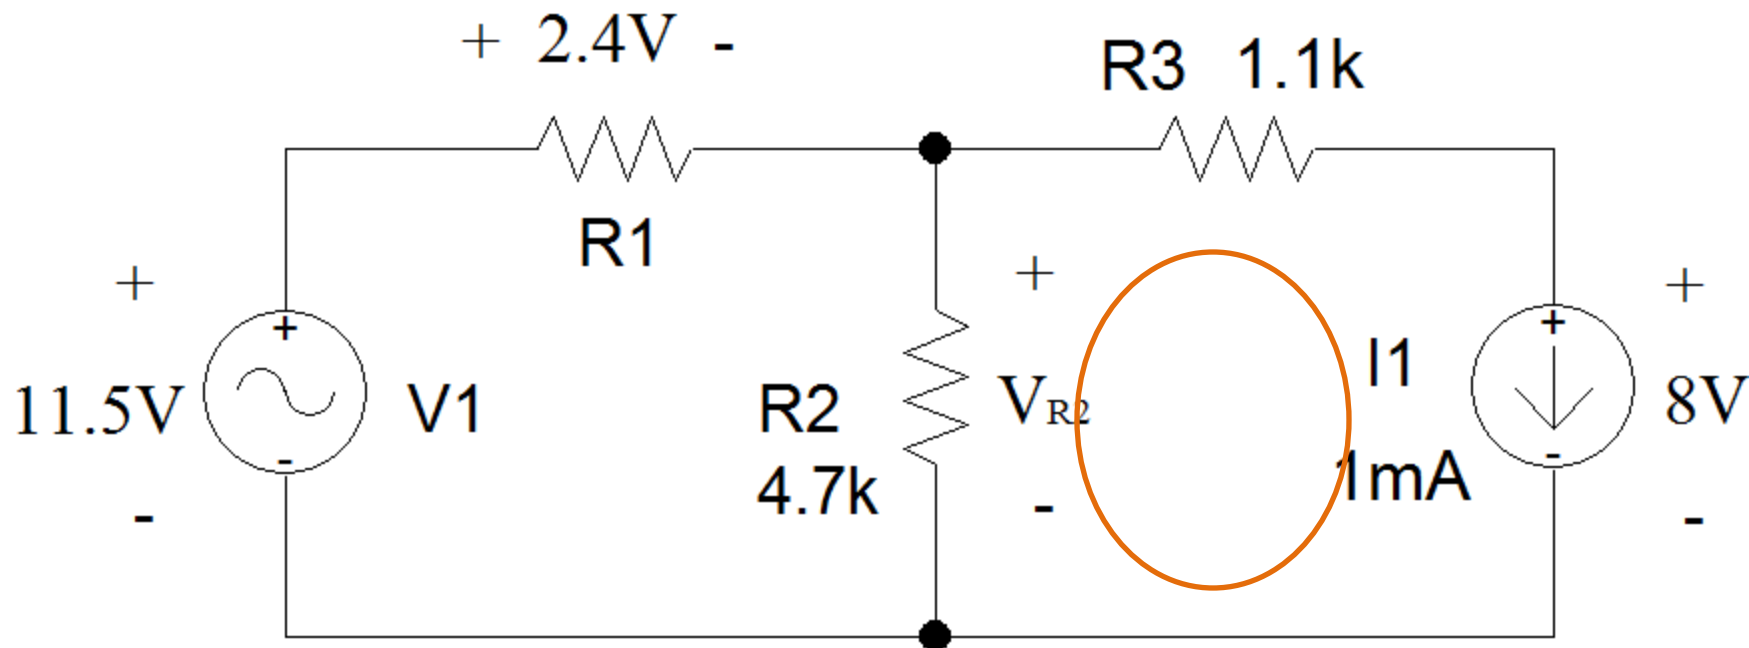 + 2.4V -
R3 1.1k
R1
+
11.5V
-
+
-
V1
R2
4.7k
+
VR2
-
I1
1mA
+
-
+
8V
-